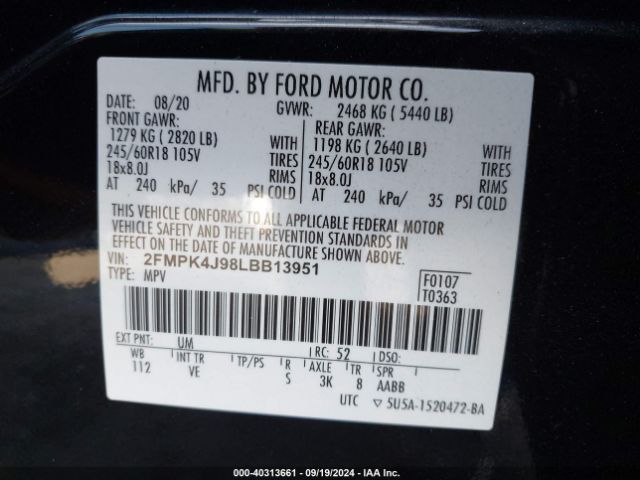 MFD. BY FORD MOTOR CO.
DATE: 08/20 GVWR: 2468 KG ( 5440 LB)
FRONT GAWR: REAR GAWR:
1279 KG ( 2820 LB) WITH 1198 KG ( 2640 LB) WITH
245/60R18 105V TIRES 245/60R18 105V TIRES
18x8.0J RIMS 18x8.0J RIMS
AT 240 kPa/ 35 PSI COLD AT 240 kPa/ 35 PSI COLD
THIS VEHICLE CONFORMS TO ALL APPLICABLE FEDERAL MOTOR
VEHICLE SAFETY AND THEFT PREVENTION STANDARDS IN
EFFECT ON THE DATE OF MANUFACTURE SHOWN ABOVE.
VIN: 2FMPK4J98LBB13951
TYPE: MPV
F0107
T0363
EXT PNT: UM RC: 52 DSO:
WB INT TR TP/PS R AXLE TR SPR
112 VE S 3K 8 AABB
UTC ▽ 5U5A-1520472-BA
000-40313661 - 09/19/2024 - IAA Inc.